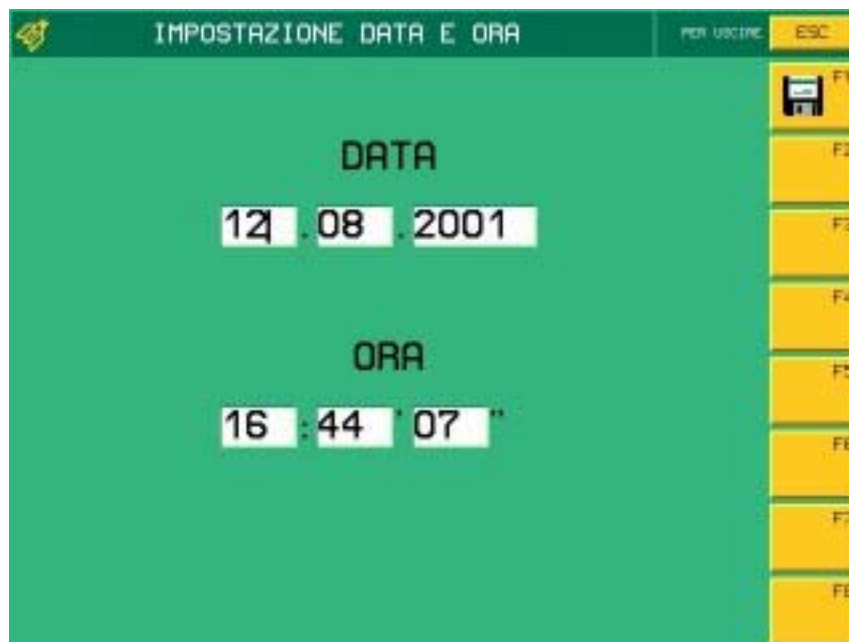 IMPOSTAZIONE DATA E ORA
PER USCIRE
ESC
F1
DATA
F2
12.08.2001
F3
F4
ORA
F5
16:44'07"
F6
F7
F8